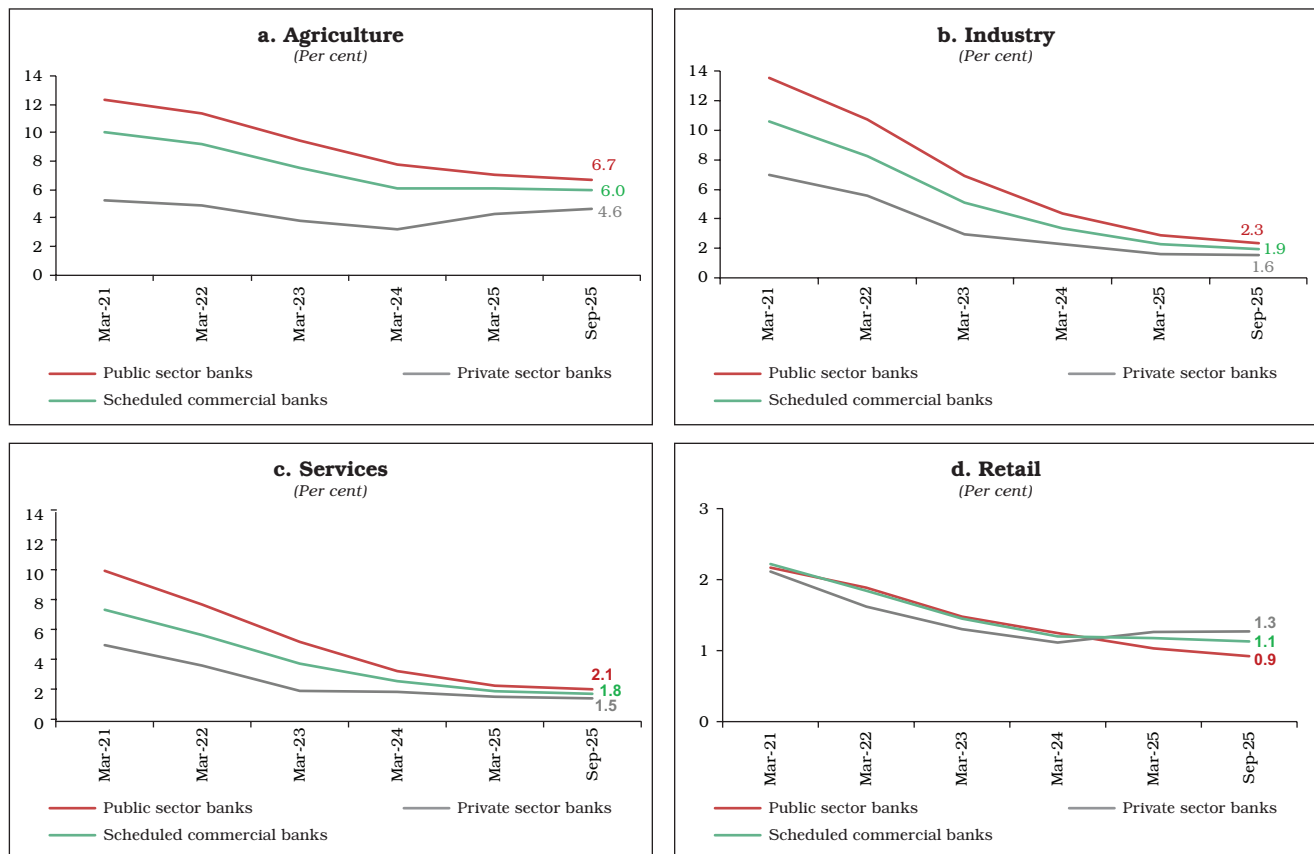 a. Agriculture
(Per cent)
14
12
10
8
6
4
2
0
6.7
6.0
4.6
Mar-21
Mar-22
Mar-23
Mar-24
Mar-25
Sep-25
Public sector banks
Private sector banks
Scheduled commercial banks
b. Industry
(Per cent)
14
12
10
8
6
4
2
0
2.3
1.9
1.6
Mar-21
Mar-22
Mar-23
Mar-24
Mar-25
Sep-25
Public sector banks
Private sector banks
Scheduled commercial banks
c. Services
(Per cent)
14
12
10
8
6
4
2
0
2.1
1.8
1.5
Mar-21
Mar-22
Mar-23
Mar-24
Mar-25
Sep-25
Public sector banks
Private sector banks
Scheduled commercial banks
d. Retail
(Per cent)
3
2
1
0
1.3
1.1
0.9
Mar-21
Mar-22
Mar-23
Mar-24
Mar-25
Sep-25
Public sector banks
Private sector banks
Scheduled commercial banks